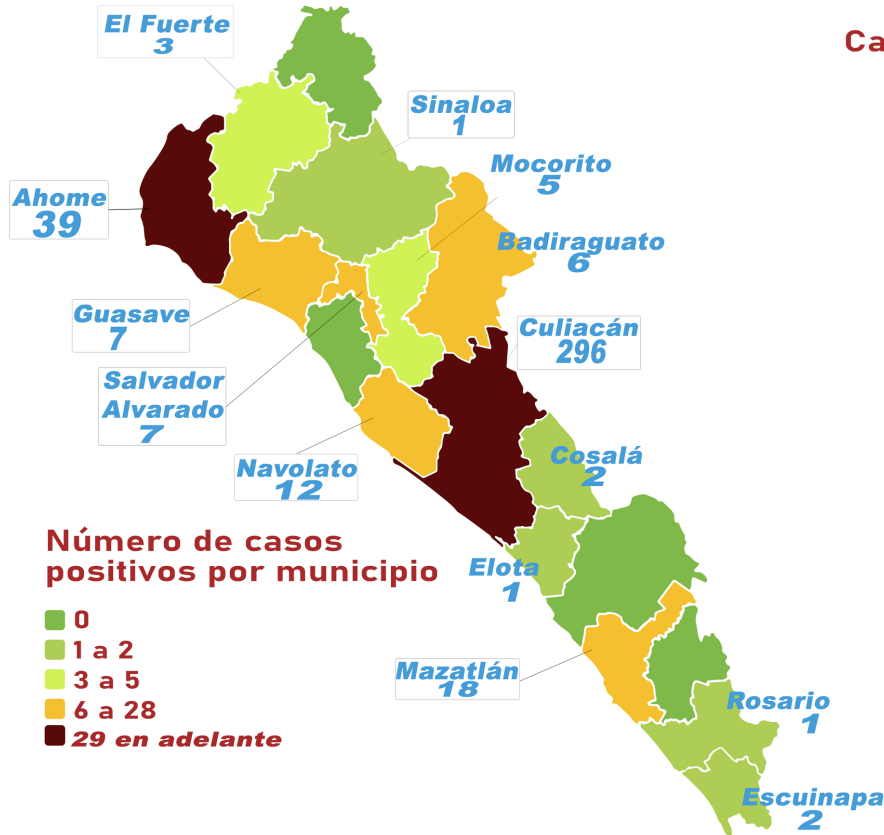 El Fuerte
3
Ca
Sinaloa
1
Mocorito
5
Ahome
39
Badiraguato
6
Guasave
7
Culiacán
296
Salvador
Alvarado
7
Navolato
12
Cosalá
2
Número de casos
positivos por municipio
Elota
1
0
1 a 2
3 a 5
6 a 28
29 en adelante
Mazatlán
18
Rosario
1
Escuinapa
2